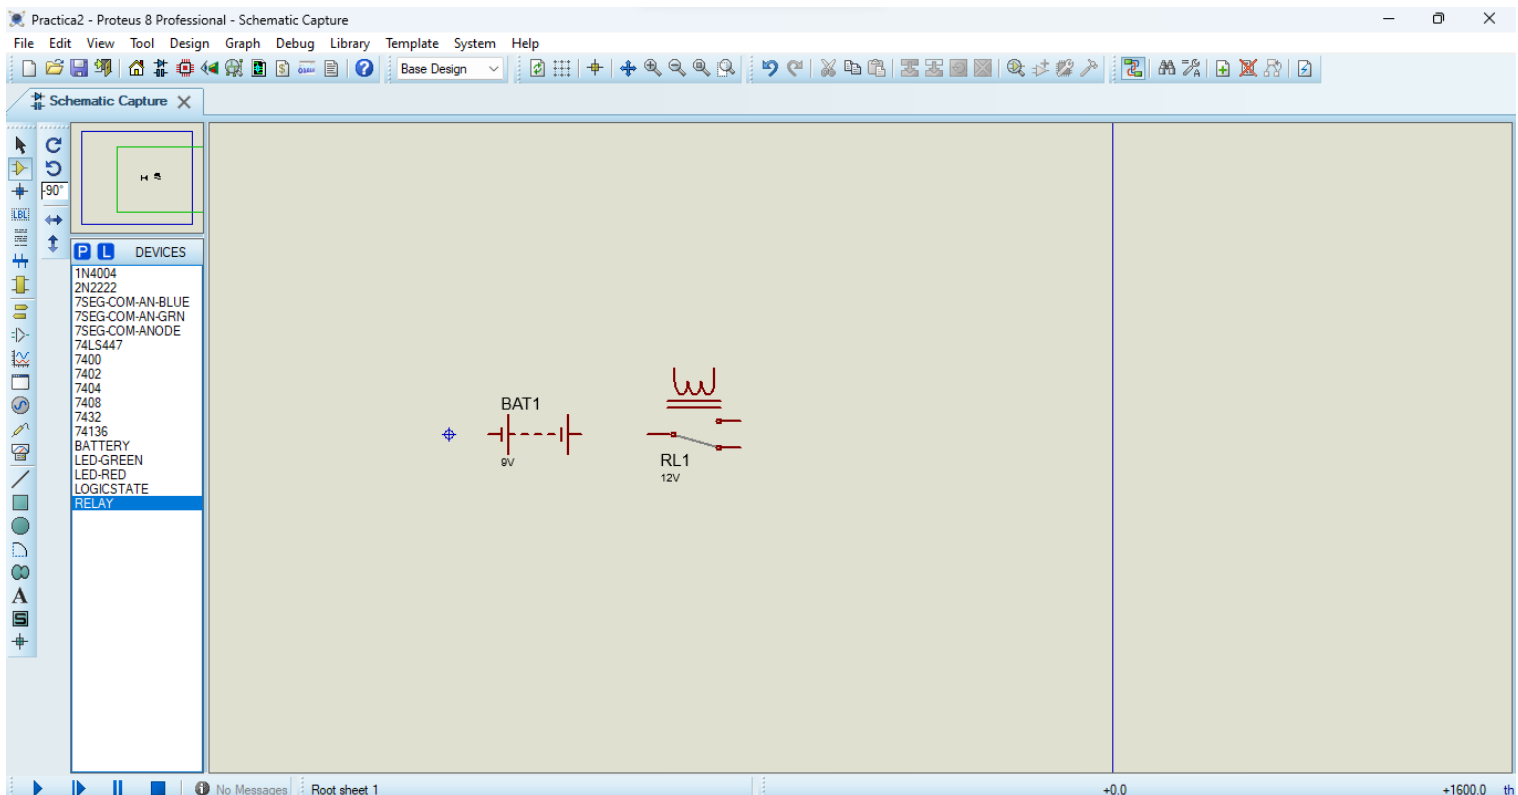 Practica2 - Proteus 8 Professional - Schematic Capture
File Edit View Tool Design Graph Debug Library Template System Help
Base Design
Schematic Capture
-90°
LBL
P L DEVICES
1N4004
2N2222
7SEG-COM-AN-BLUE
7SEG-COM-AN-GRN
7SEG-COM-ANODE
74LS447
7400
7402
7404
7408
7432
74136
BATTERY
LED-GREEN
LED-RED
LOGICSTATE
RELAY
A
S
BAT1
9V
RL1
12V
No Messages Root sheet 1 +0.0 +1600.0 th